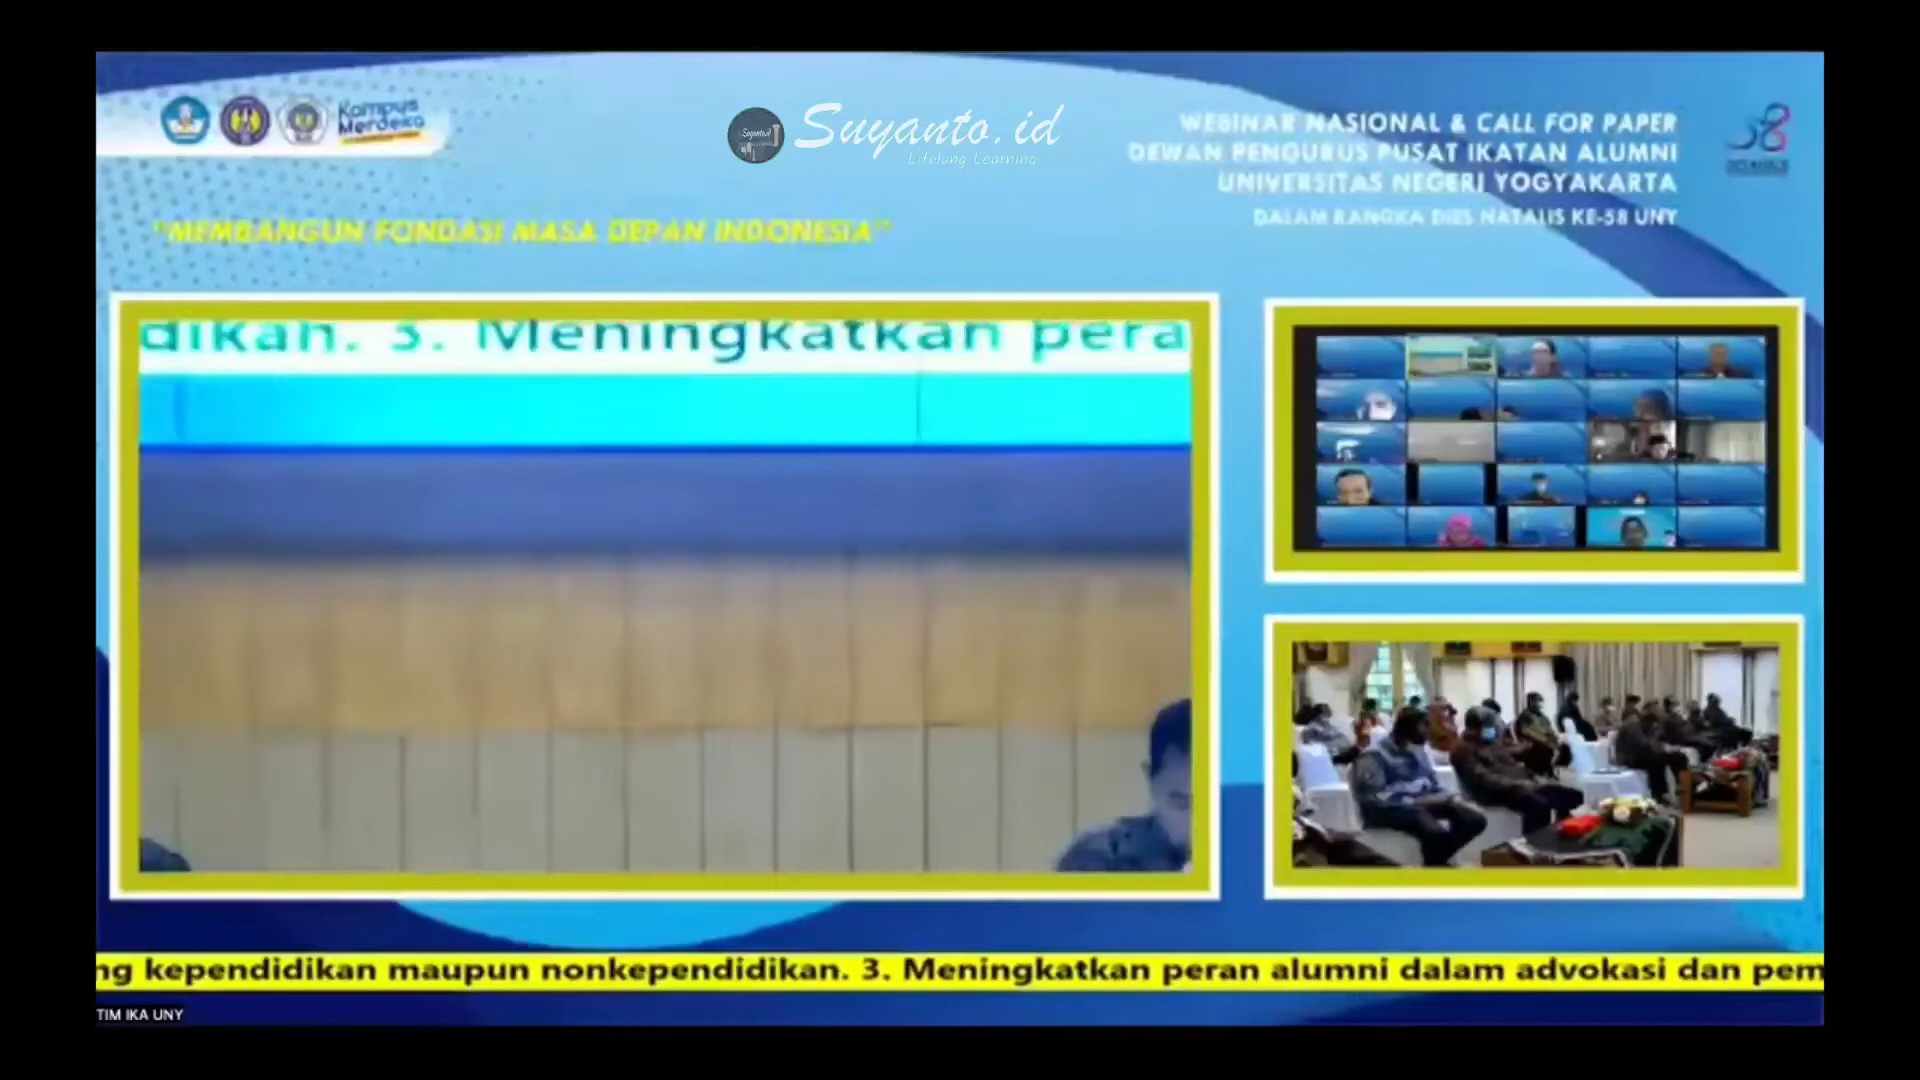 Kampus
Merdeka
Suyanto.id
Lifelong Learning
WEBINAR NASIONAL & CALL FOR PAPER
DEWAN PENGURUS PUSAT IKATAN ALUMNI
UNIVERSITAS NEGERI YOGYAKARTA
DALAM RANGKA DIES NATALIS KE-58 UNY
"MEMBANGUN FONDASI MASA DEPAN INDONESIA"
dikan. 3. Meningkatkan pera
ng kependidikan maupun nonkependidikan. 3. Meningkatkan peran alumni dalam advokasi dan pem
TIM IKA UNY